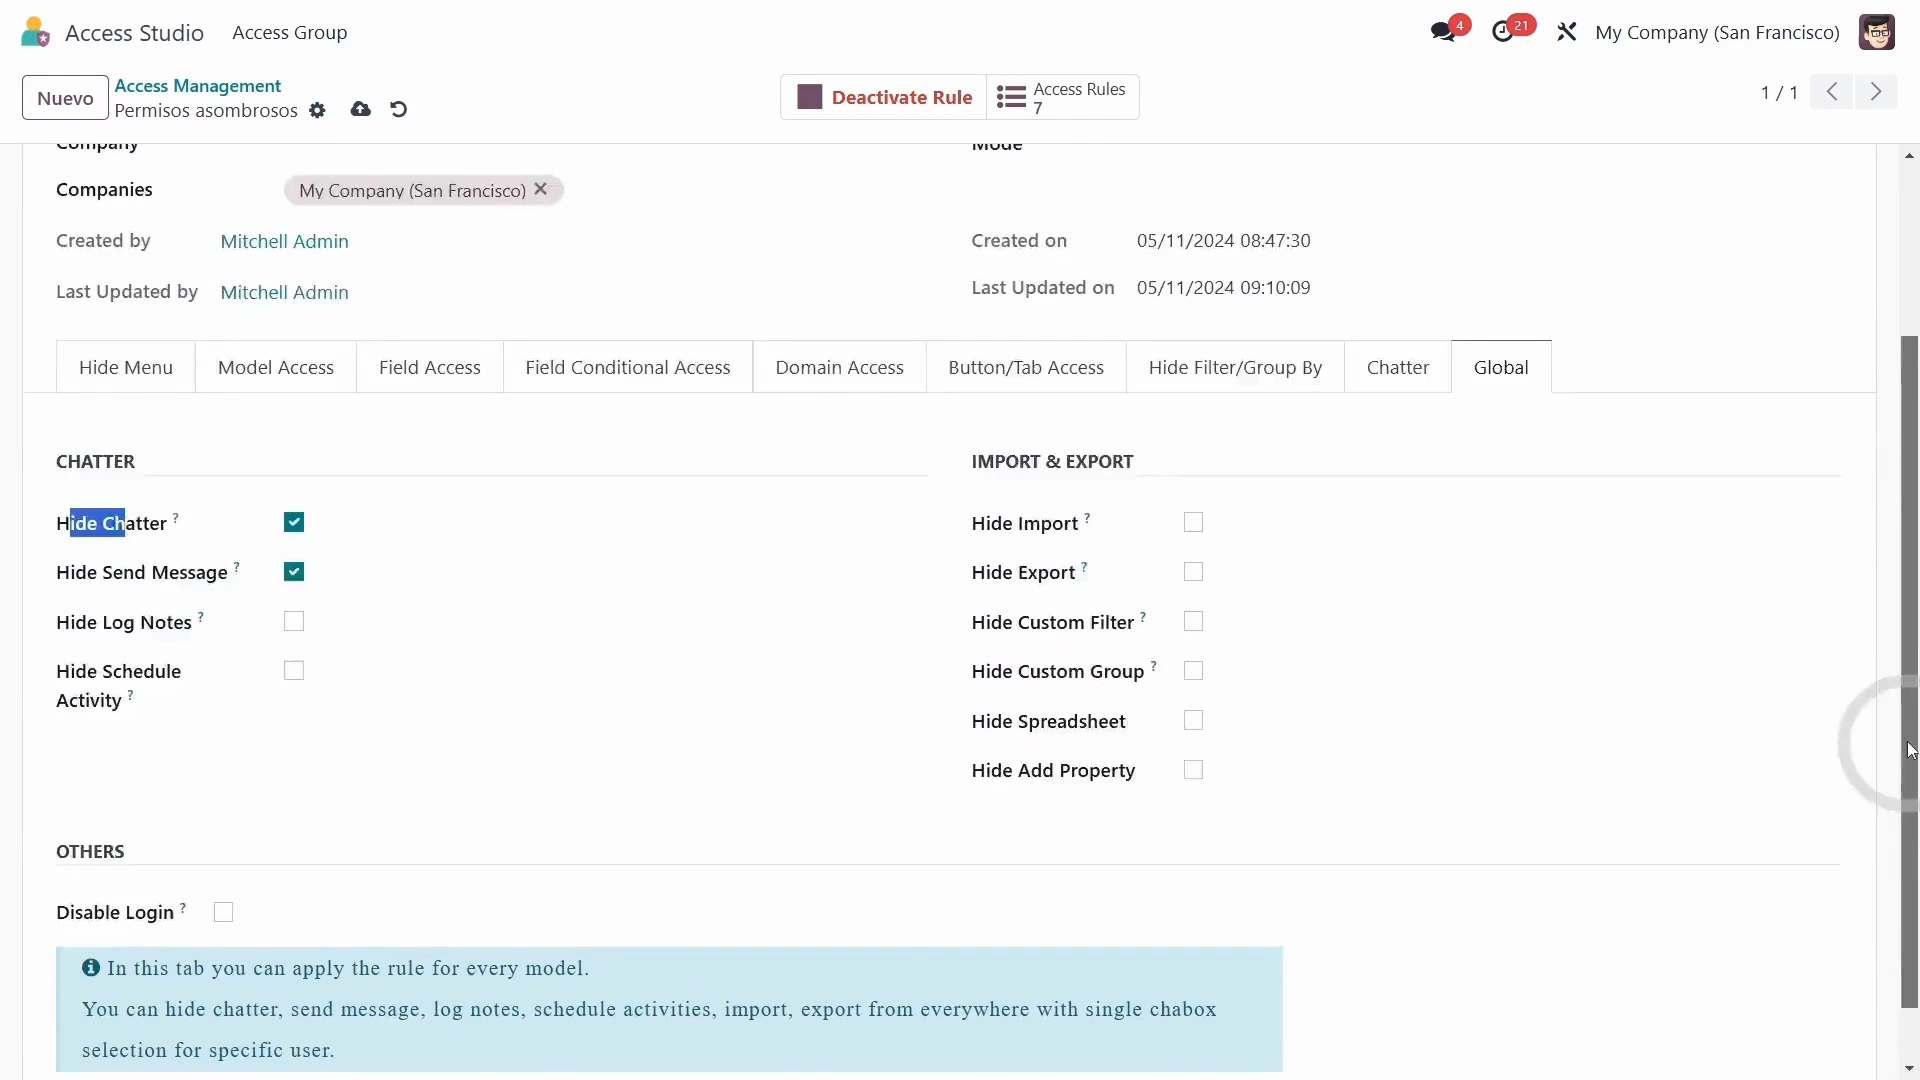 Access Studio Access Group 4 21 My Company (San Francisco)
Nuevo Access Management
Permisos asombrosos
Deactivate Rule Access Rules
7
1 / 1
Company Mode
Companies My Company (San Francisco)
Created by Mitchell Admin Created on 05/11/2024 08:47:30
Last Updated by Mitchell Admin Last Updated on 05/11/2024 09:10:09
Hide Menu Model Access Field Access Field Conditional Access Domain Access Button/Tab Access Hide Filter/Group By Chatter Global
CHATTER
Hide Chatter ?
Hide Send Message ?
Hide Log Notes ?
Hide Schedule
Activity ?
IMPORT & EXPORT
Hide Import ?
Hide Export ?
Hide Custom Filter ?
Hide Custom Group ?
Hide Spreadsheet
Hide Add Property
OTHERS
Disable Login ?
In this tab you can apply the rule for every model.
You can hide chatter, send message, log notes, schedule activities, import, export from everywhere with single chabox
selection for specific user.